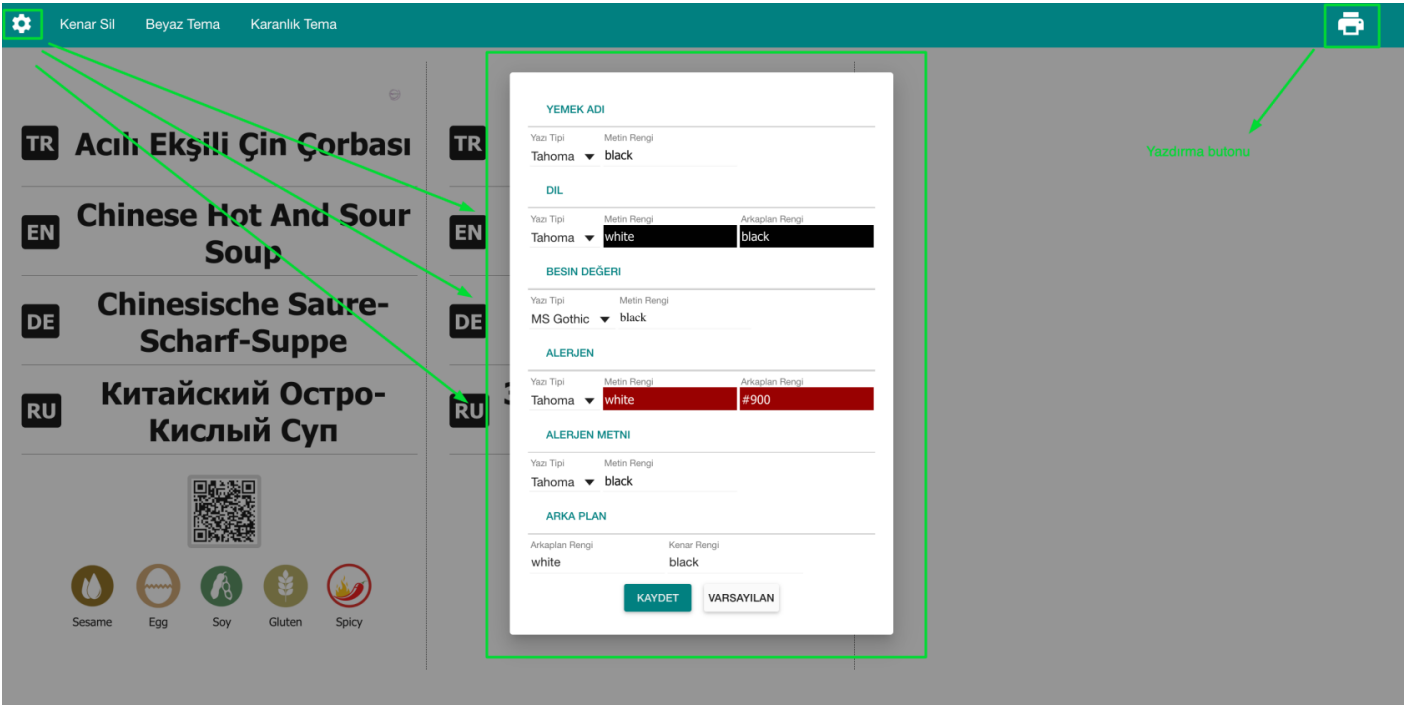 Kenar Sil Beyaz Tema Karanlık Tema
TR Acılı Ekşili Çin Çorbası
EN Chinese Hot And Sour
Soup
DE Chinesische Saure-
Scharf-Suppe
RU Китайский Остро-
Кислый Суп
Sesame Egg Soy Gluten Spicy
TR
EN
DE
RU
YEMEK ADI
Yazı Tipi Metin Rengi
Tahoma black
DIL
Yazı Tipi Metin Rengi Arkaplan Rengi
Tahoma white black
BESIN DEĞERI
Yazı Tipi Metin Rengi
MS Gothic black
ALERJEN
Yazı Tipi Metin Rengi Arkaplan Rengi
Tahoma white #900
ALERJEN METNI
Yazı Tipi Metin Rengi
Tahoma black
ARKA PLAN
Arkaplan Rengi Kenar Rengi
white black
KAYDET VARSAYILAN
Yazdırma butonu